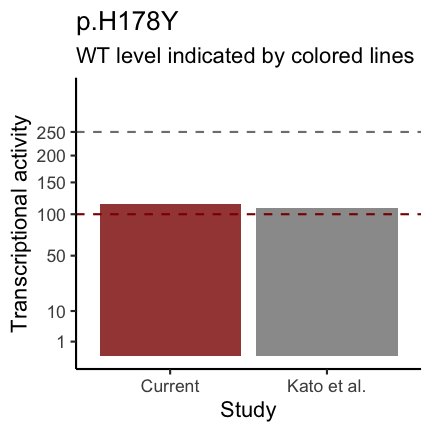 p.H178Y
WT level indicated by colored lines
Transcriptional activity
250
200
150
100
50
10
1
Current
Kato et al.
Study